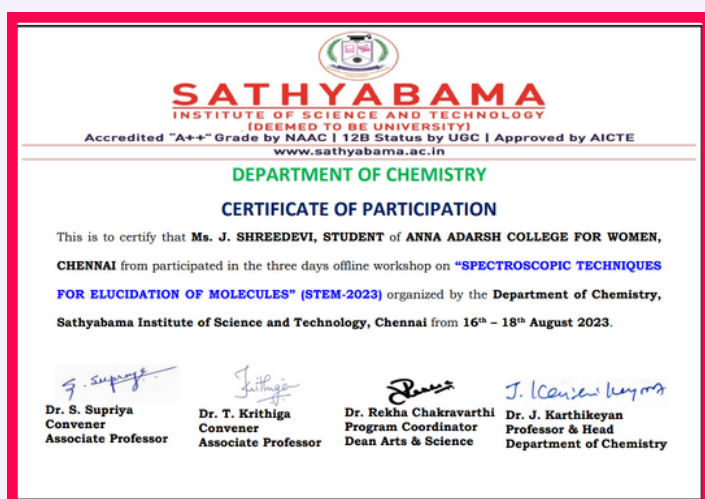 SATHYABAMA
INSTITUTE OF SCIENCE AND TECHNOLOGY
(DEEMED TO BE UNIVERSITY)
Accredited "A++" Grade by NAAC | 12B Status by UGC | Approved by AICTE
www.sathyabama.ac.in
DEPARTMENT OF CHEMISTRY
CERTIFICATE OF PARTICIPATION
This is to certify that Ms. J. SHREEDEVI, STUDENT of ANNA ADARSH COLLEGE FOR WOMEN,
CHENNAI from participated in the three days offline workshop on "SPECTROSCOPIC TECHNIQUES
FOR ELUCIDATION OF MOLECULES" (STEM-2023) organized by the Department of Chemistry,
Sathyabama Institute of Science and Technology, Chennai from 16th – 18th August 2023.
S. Supriya
Krithiga
Dr. S. Supriya
Convener
Associate Professor
Dr. T. Krithiga
Convener
Associate Professor
Dr. Rekha Chakravarthi
Program Coordinator
Dean Arts & Science
Dr. J. Karthikeyan
Professor & Head
Department of Chemistry